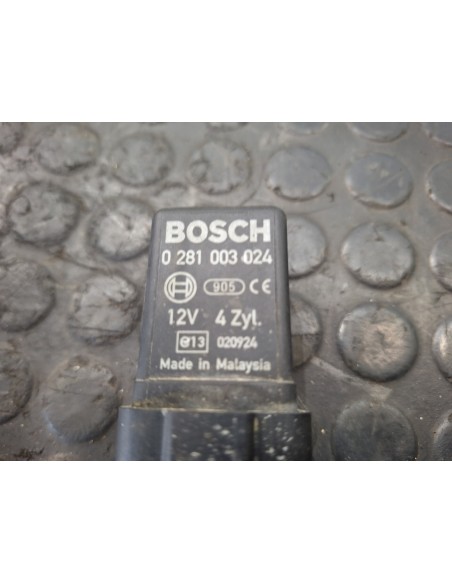 BOSCH
0 281 003 024
905 CE
12V 4 Zyl.
e13 020924
Made in Malaysia